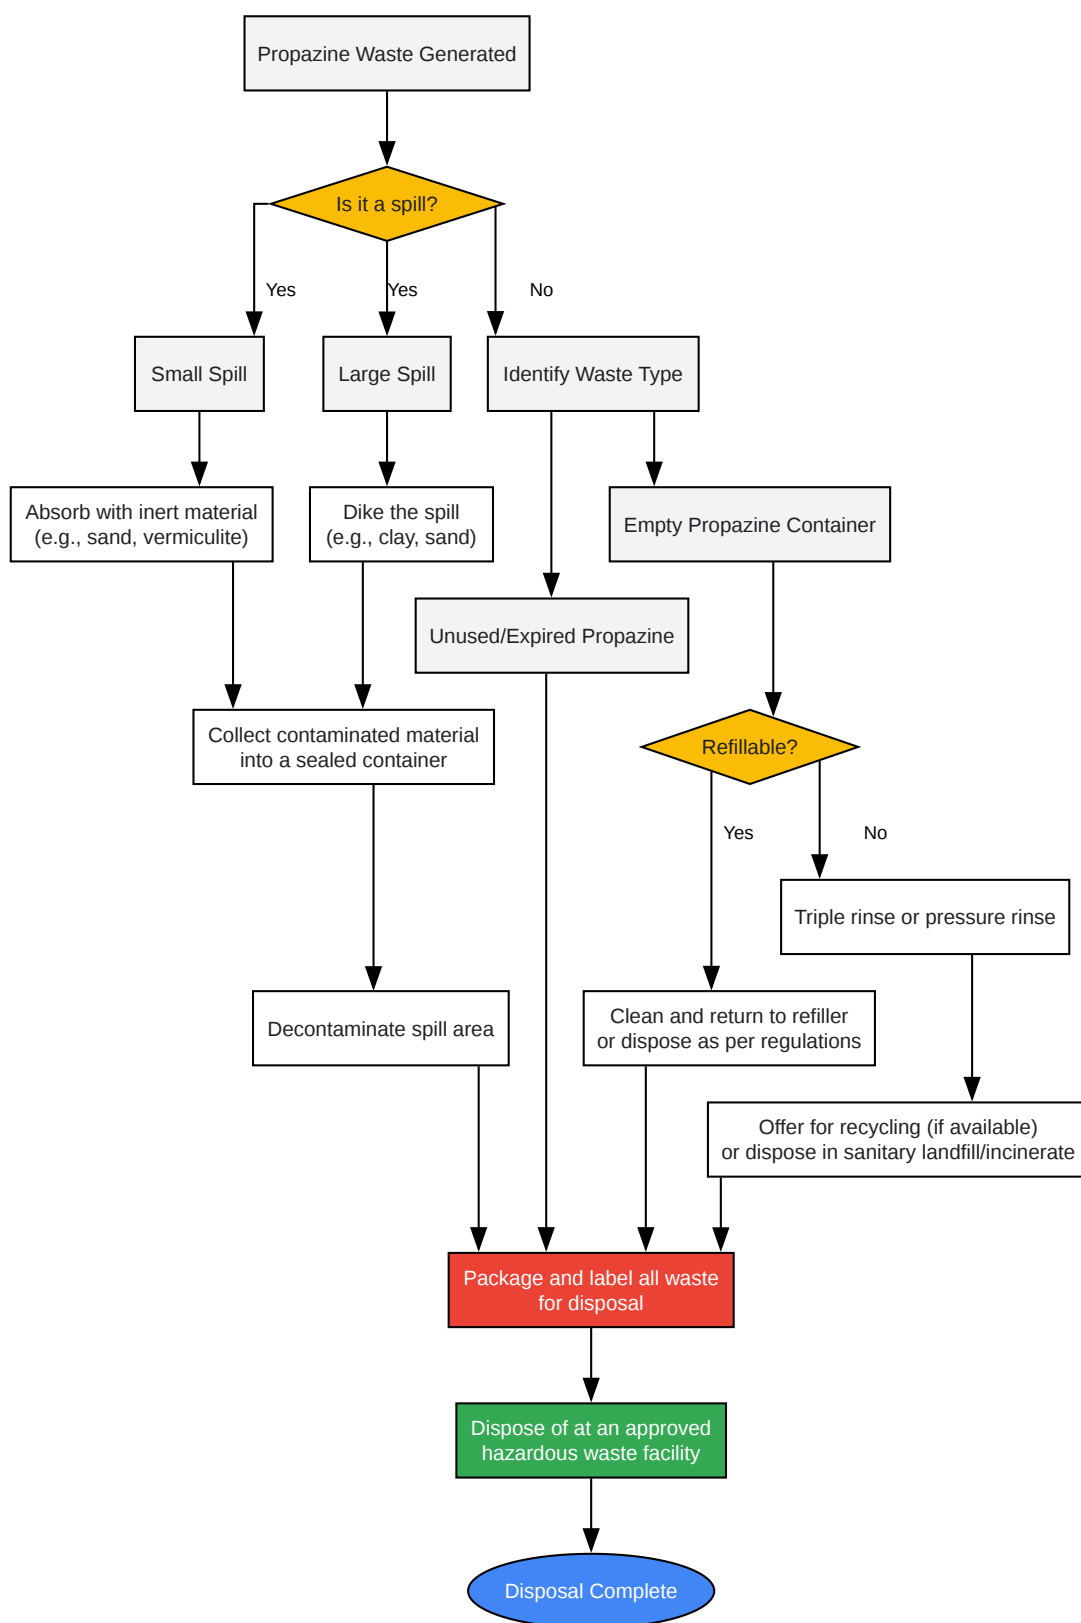 Propazine Waste Generated
Is it a spill?
Yes
Yes
No
Small Spill
Large Spill
Identify Waste Type
Absorb with inert material
(e.g., sand, vermiculite)
Dike the spill
(e.g., clay, sand)
Empty Propazine Container
Unused/Expired Propazine
Collect contaminated material
into a sealed container
Refillable?
Yes
No
Triple rinse or pressure rinse
Decontaminate spill area
Clean and return to refiller
or dispose as per regulations
Offer for recycling (if available)
or dispose in sanitary landfill/incinerate
Package and label all waste
for disposal
Dispose of at an approved
hazardous waste facility
Disposal Complete